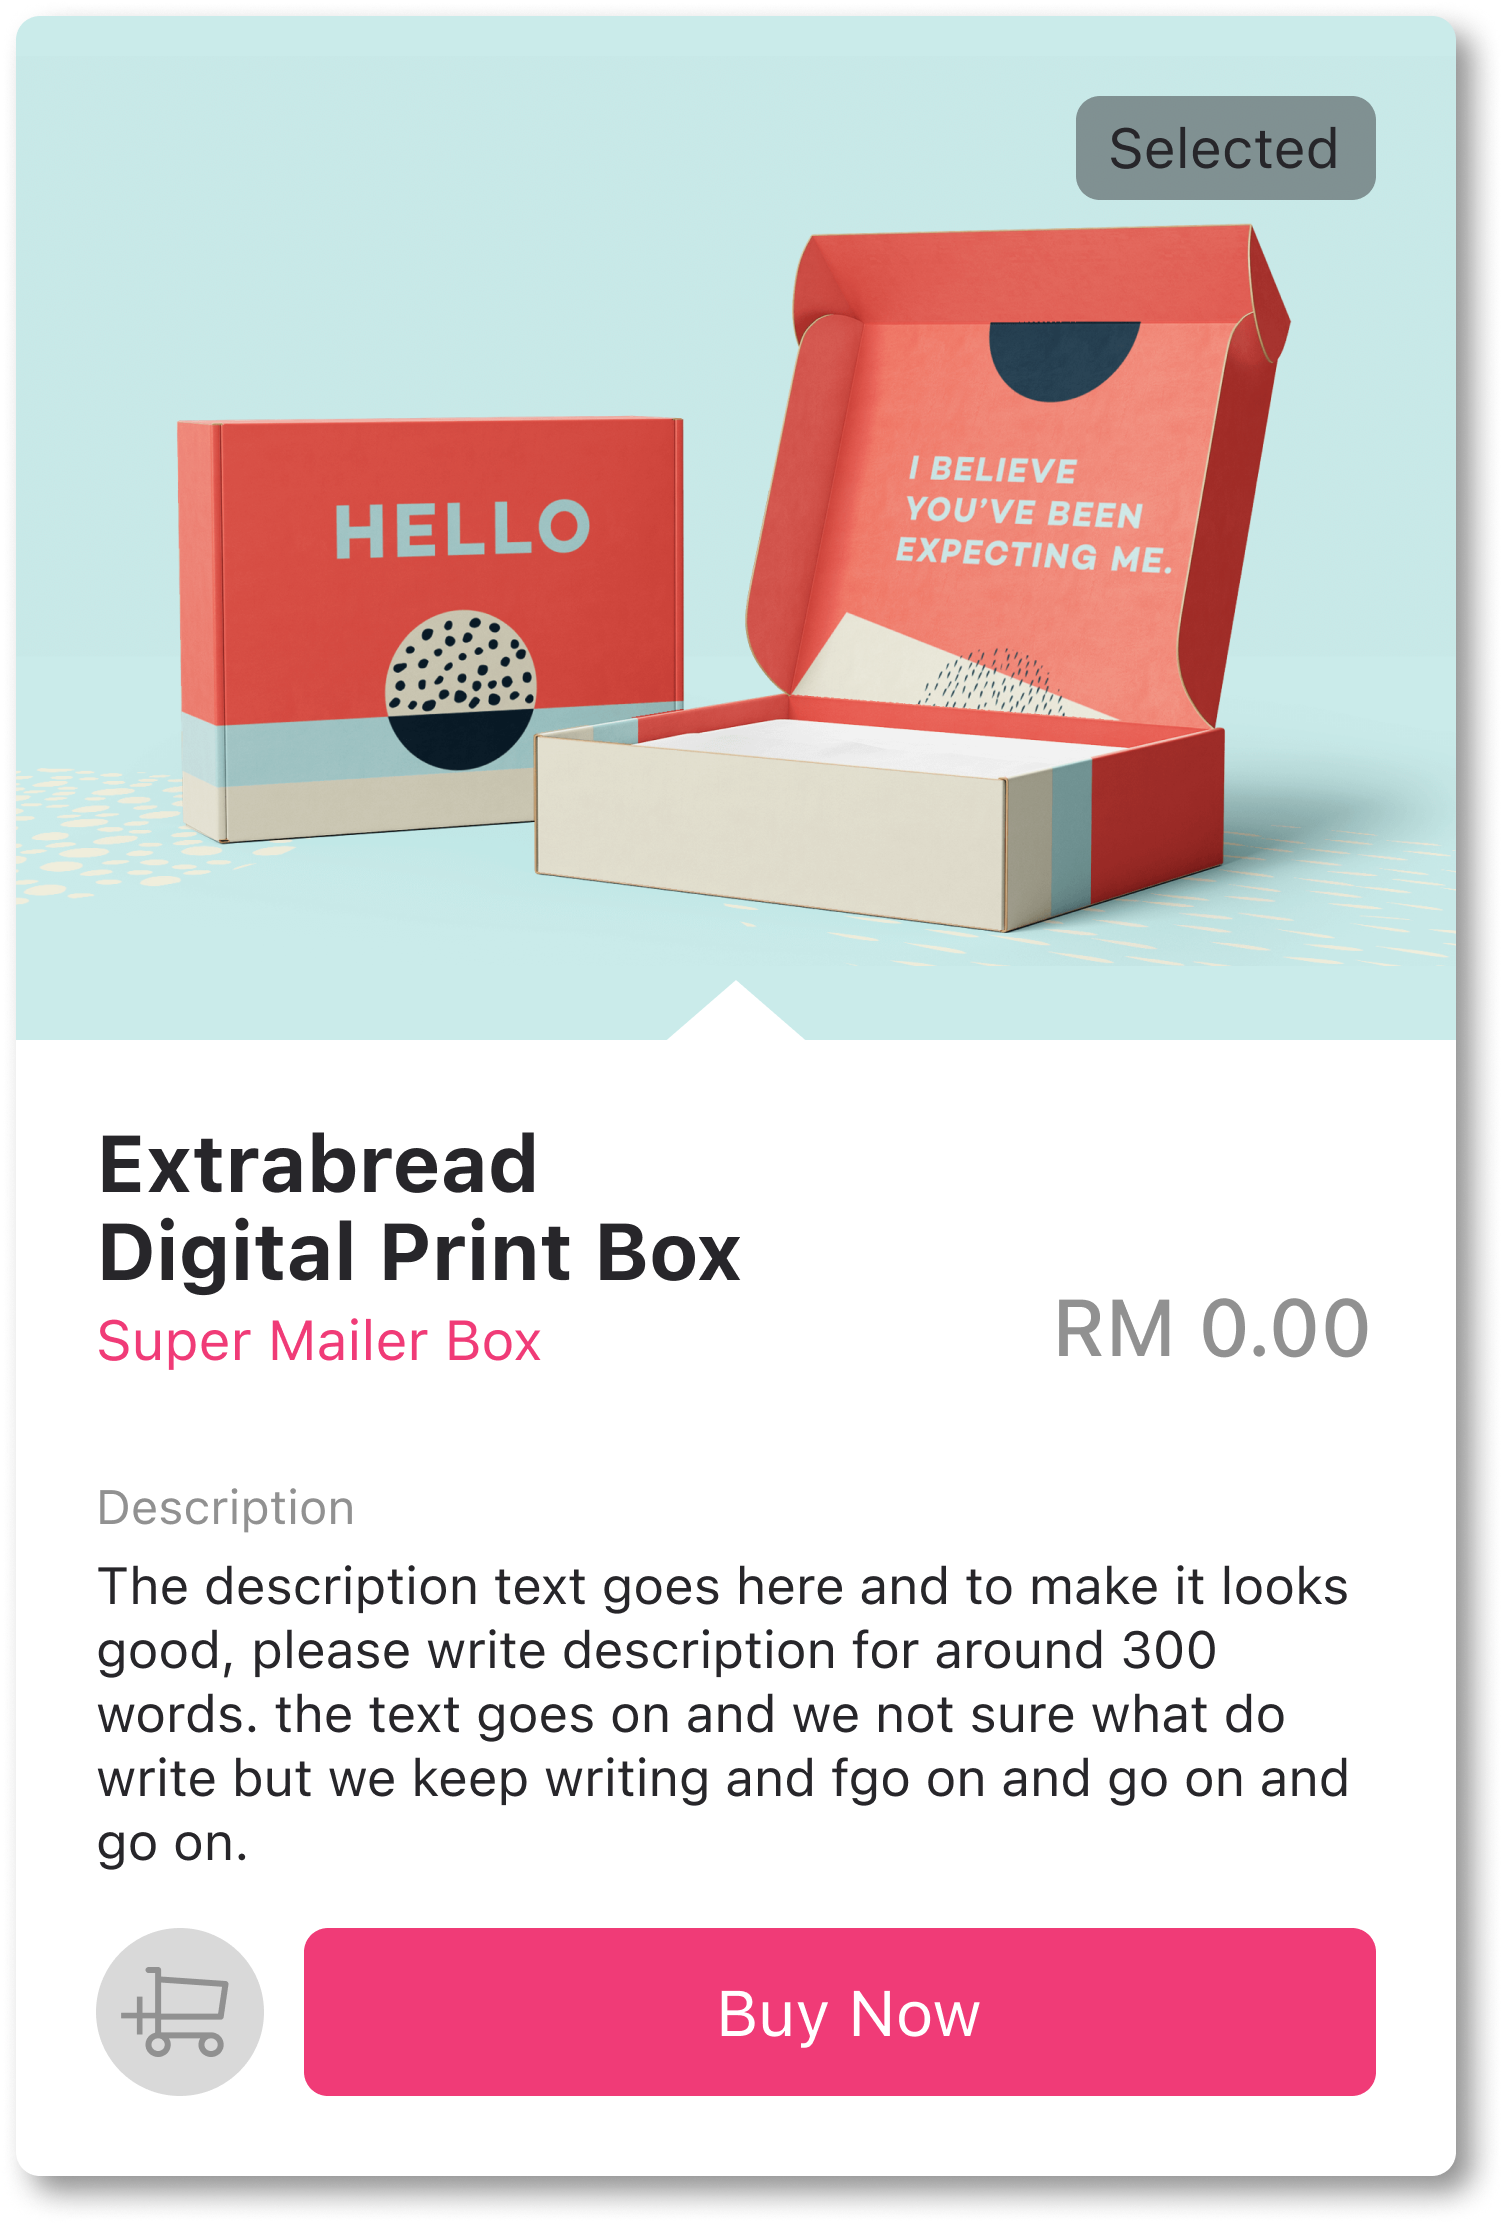 Selected
HELLO
I BELIEVE
YOU'VE BEEN
EXPECTING ME.
Extrabread
Digital Print Box
Super Mailer Box
RM 0.00
Description
The description text goes here and to make it looks
good, please write description for around 300
words. the text goes on and we not sure what do
write but we keep writing and fgo on and go on and
go on.
Buy Now